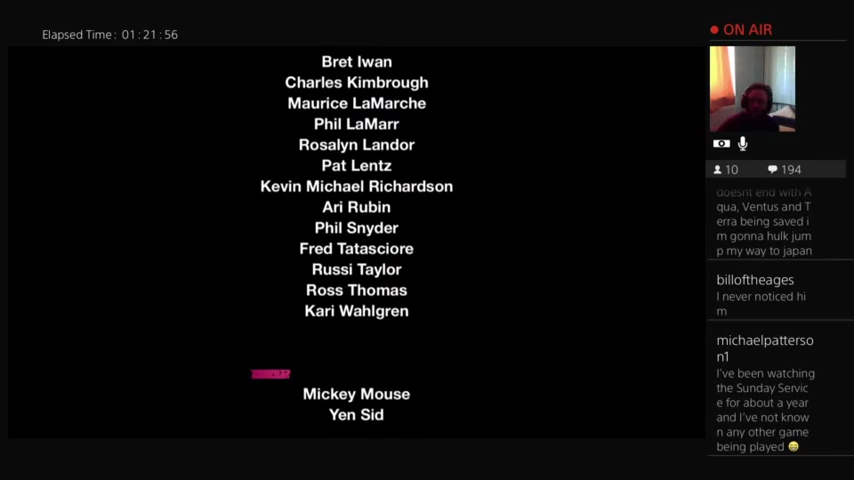 Elapsed Time : 01:21:56
ON AIR
Bret Iwan
Charles Kimbrough
Maurice LaMarche
Phil LaMarr
Rosalyn Landor
Pat Lentz
Kevin Michael Richardson
Ari Rubin
Phil Snyder
Fred Tatasciore
Russi Taylor
Ross Thomas
Kari Wahlgren
Mickey Mouse
Yen Sid
10
194
doesnt end with A
qua, Ventus and T
erra being saved i
m gonna hulk jum
p my way to japan
billoftheages
I never noticed hi
m
michaelpatterso
n1
I've been watching
the Sunday Servic
e for about a year
and I've not know
n any other game
being played 😄